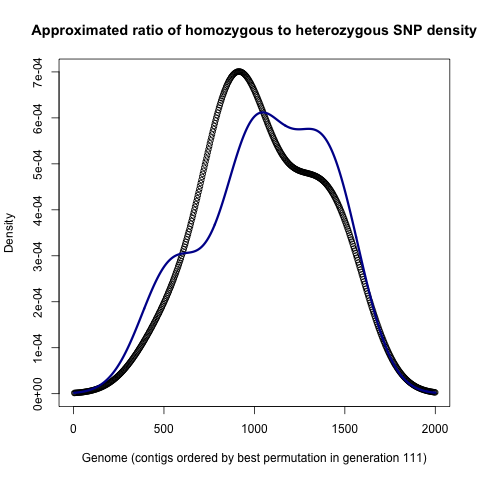 Approximated ratio of homozygous to heterozygous SNP density
7e-04
6e-04
5e-04
4e-04
3e-04
2e-04
1e-04
0e+00
Density
0 500 1000 1500 2000
Genome (contigs ordered by best permutation in generation 111)